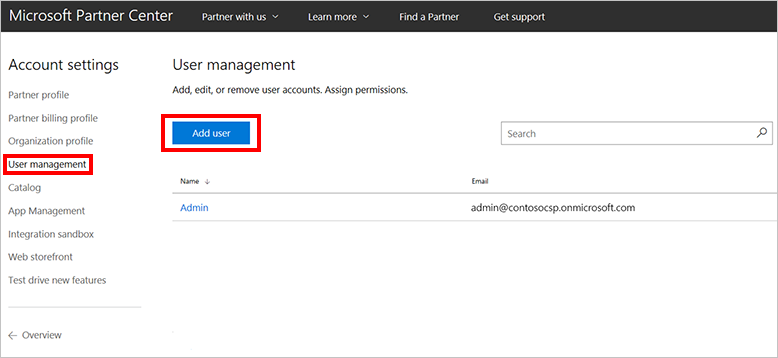 Microsoft Partner Center Partner with us Learn more Find a Partner Get support
Account settings
Partner profile
Partner billing profile
Organization profile
User management
Catalog
App Management
Integration sandbox
Web storefront
Test drive new features
Overview
User management
Add, edit, or remove user accounts. Assign permissions.
Add user Search
Name Email
Admin admin@contosocsp.onmicrosoft.com